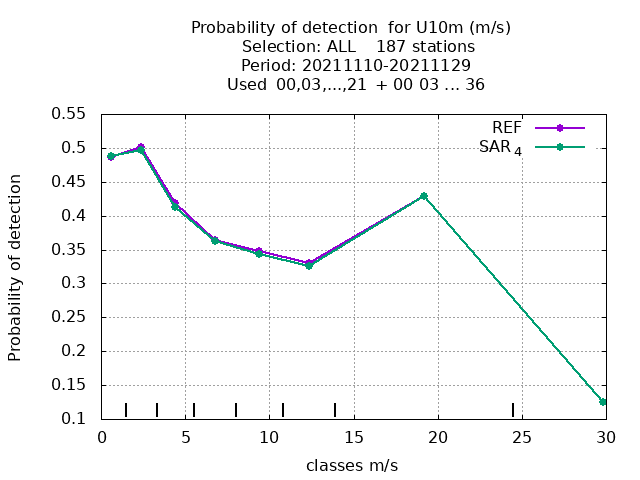 Probability of detection  for U10m (m/s)
Selection: ALL    187 stations
Period: 20211110-20211129
Used  00,03,...,21  + 00 03 ... 36
0.55
0.5
0.45
0.4
0.35
0.3
0.25
0.2
0.15
0.1
Probability of detection
REF
SAR4
0 5 10 15 20 25 30
classes m/s